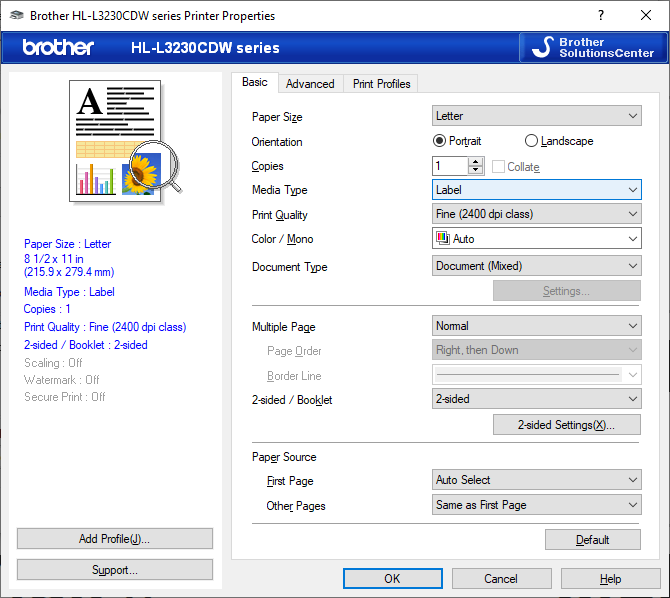 Brother HL-L3230CDW series Printer Properties
?
brother HL-L3230CDW series
Brother
SolutionsCenter
A
Paper Size : Letter
8 1/2 x 11 in
(215.9 x 279.4 mm)
Media Type : Label
Copies : 1
Print Quality : Fine (2400 dpi class)
2-sided / Booklet : 2-sided
Scaling : Off
Watermark : Off
Secure Print : Off
Add Profile(J)...
Support...
Basic Advanced Print Profiles
Paper Size Letter
Orientation Portrait Landscape
Copies 1 Collate
Media Type Label
Print Quality Fine (2400 dpi class)
Color / Mono Auto
Document Type Document (Mixed)
Settings...
Multiple Page Normal
Page Order Right, then Down
Border Line
2-sided / Booklet 2-sided
2-sided Settings(X)...
Paper Source
First Page Auto Select
Other Pages Same as First Page
Default
OK Cancel Help